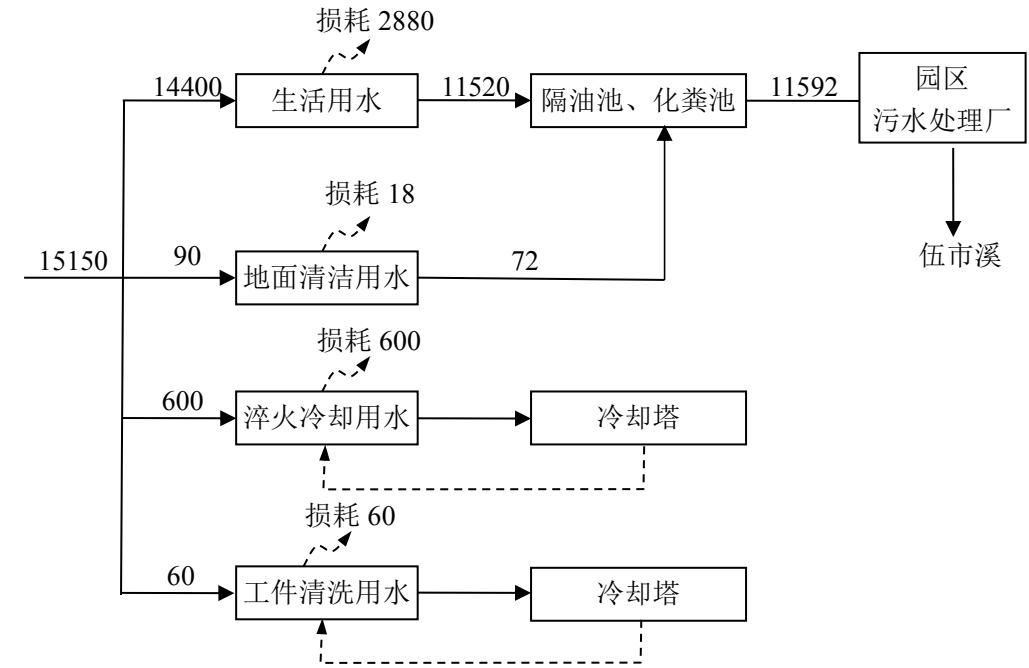 损耗 2880
14400
生活用水
11520
隔油池、化粪池
11592
园区
污水处理厂
损耗 18
15150
90
地面清洁用水
72
伍市溪
损耗 600
600
淬火冷却用水
冷却塔
损耗 60
60
工件清洗用水
冷却塔